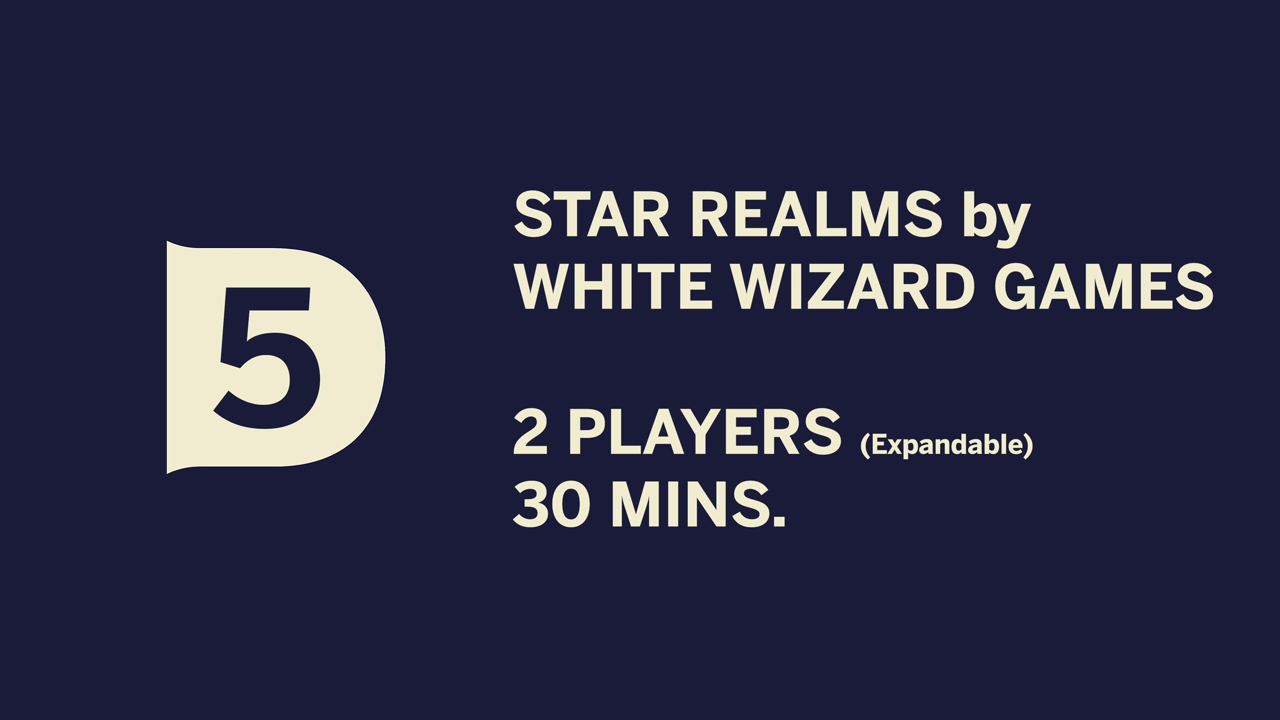 5
STAR REALMS by
WHITE WIZARD GAMES
2 PLAYERS (Expandable)
30 MINS.